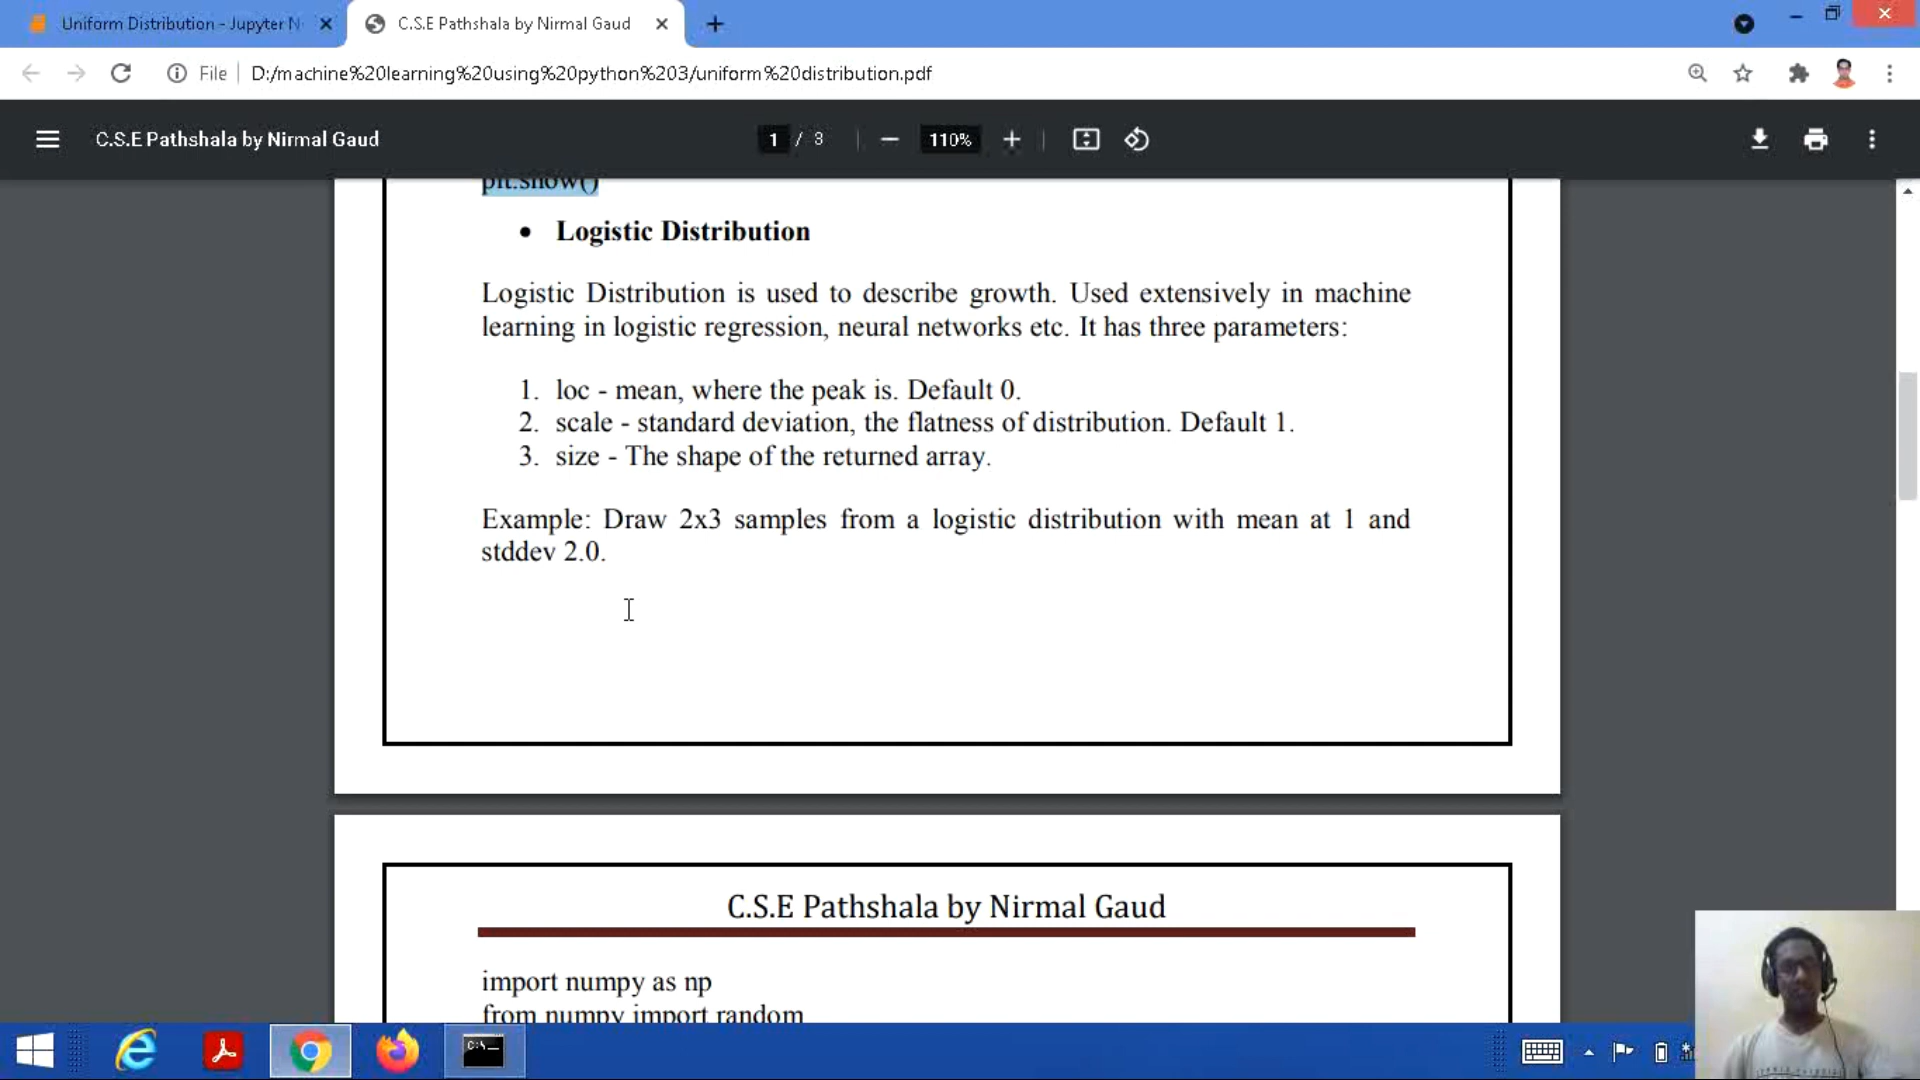 Uniform Distribution - Jupyter N
C.S.E Pathshala by Nirmal Gaud
File
D:/machine%20learning%20using%20python%203/uniform%20distribution.pdf
C.S.E Pathshala by Nirmal Gaud
1 / 3
110%
plt.show()
• Logistic Distribution
Logistic Distribution is used to describe growth. Used extensively in machine
learning in logistic regression, neural networks etc. It has three parameters:
1. loc - mean, where the peak is. Default 0.
2. scale - standard deviation, the flatness of distribution. Default 1.
3. size - The shape of the returned array.
Example: Draw 2x3 samples from a logistic distribution with mean at 1 and
stddev 2.0.
C.S.E Pathshala by Nirmal Gaud
import numpy as np
from numpy import random